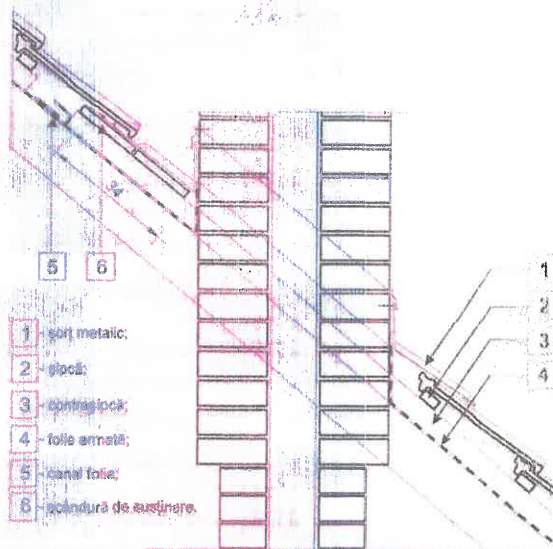 5 6
1
2
3
4
1 - șorț metalic;
2 - șipcă;
3 - contrașipcă;
4 - folie armată;
5 - canal folie;
6 - scândură de susținere.